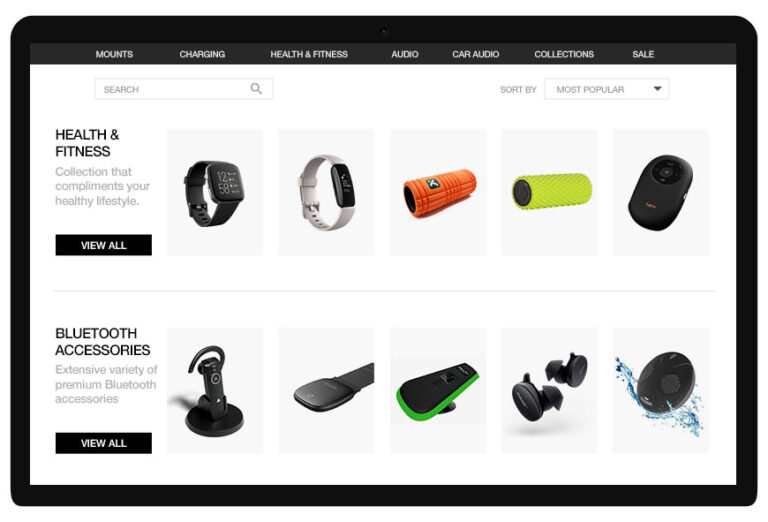 MOUNTS CHARGING HEALTH & FITNESS AUDIO CAR AUDIO COLLECTIONS SALE
SEARCH
SORT BY MOST POPULAR
HEALTH &
FITNESS
Collection that
compliments your
healthy lifestyle.
VIEW ALL
BLUETOOTH
ACCESSORIES
Extensive variety of
premium Bluetooth
accessories
VIEW ALL